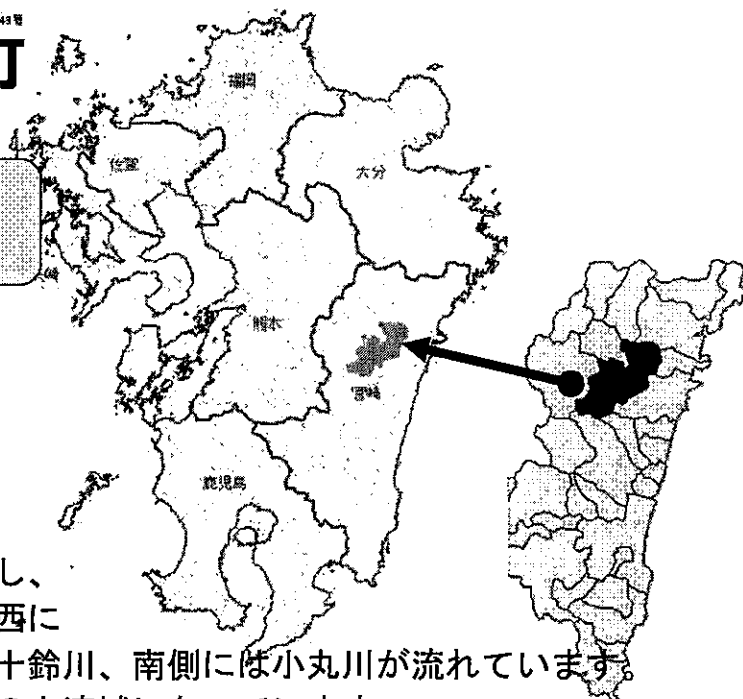 町
福岡
佐賀
大分
熊本
宮崎
鹿児島
し、
西に
十鈴川、南側には小丸川が流れています。